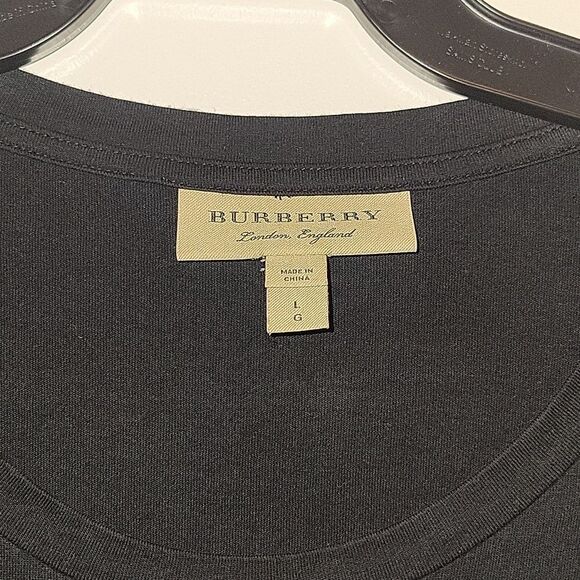 BURBERRY
London, England
MADE IN
CHINA
L
G